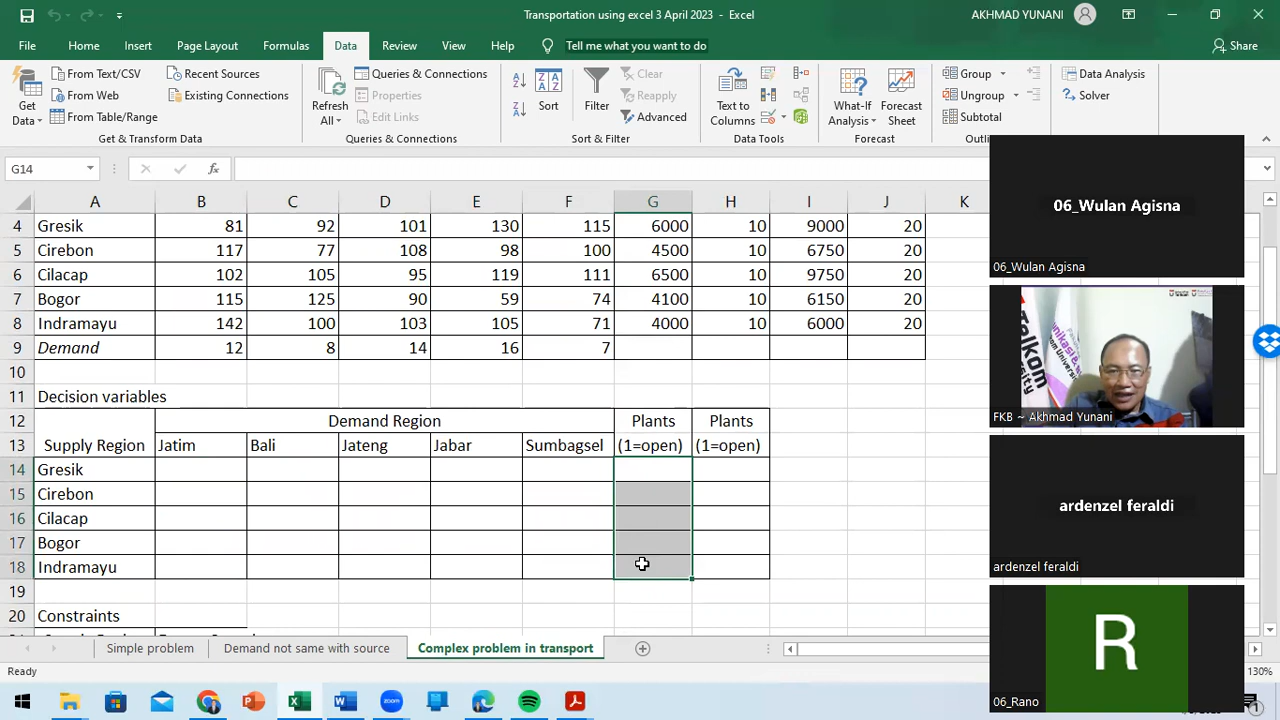 Transportation using excel 3 April 2023 - Excel
AKHMAD YUNANI
File Home Insert Page Layout Formulas Data Review View Help Tell me what you want to do Share
Get Data
From Text/CSV
From Web
From Table/Range
Recent Sources
Existing Connections
Get & Transform Data
Refresh All
Queries & Connections
Properties
Edit Links
Queries & Connections
Sort
Filter
Clear
Reapply
Advanced
Sort & Filter
Text to Columns
Data Tools
What-If Analysis
Forecast Sheet
Forecast
Group
Ungroup
Subtotal
Data Analysis
Solver
G14 fx
A B C D E F G H I J K
4 Gresik 81 92 101 130 115 6000 10 9000 20
5 Cirebon 117 77 108 98 100 4500 10 6750 20
6 Cilacap 102 105 95 119 111 6500 10 9750 20
7 Bogor 115 125 90 59 74 4100 10 6150 20
8 Indramayu 142 100 103 105 71 4000 10 6000 20
9 Demand 12 8 14 16 7
10
11 Decision variables
12 Demand Region Plants Plants
13 Supply Region Jatim Bali Jateng Jabar Sumbagsel (1=open) (1=open)
14 Gresik
15 Cirebon
16 Cilacap
17 Bogor
18 Indramayu
19
20 Constraints
Simple problem Demand not same with source Complex problem in transport
Ready
130%
06_Wulan Agisna
06_Wulan Agisna
FKB ~ Akhmad Yunani
ardenzel feraldi
ardenzel feraldi
R
06_Rano